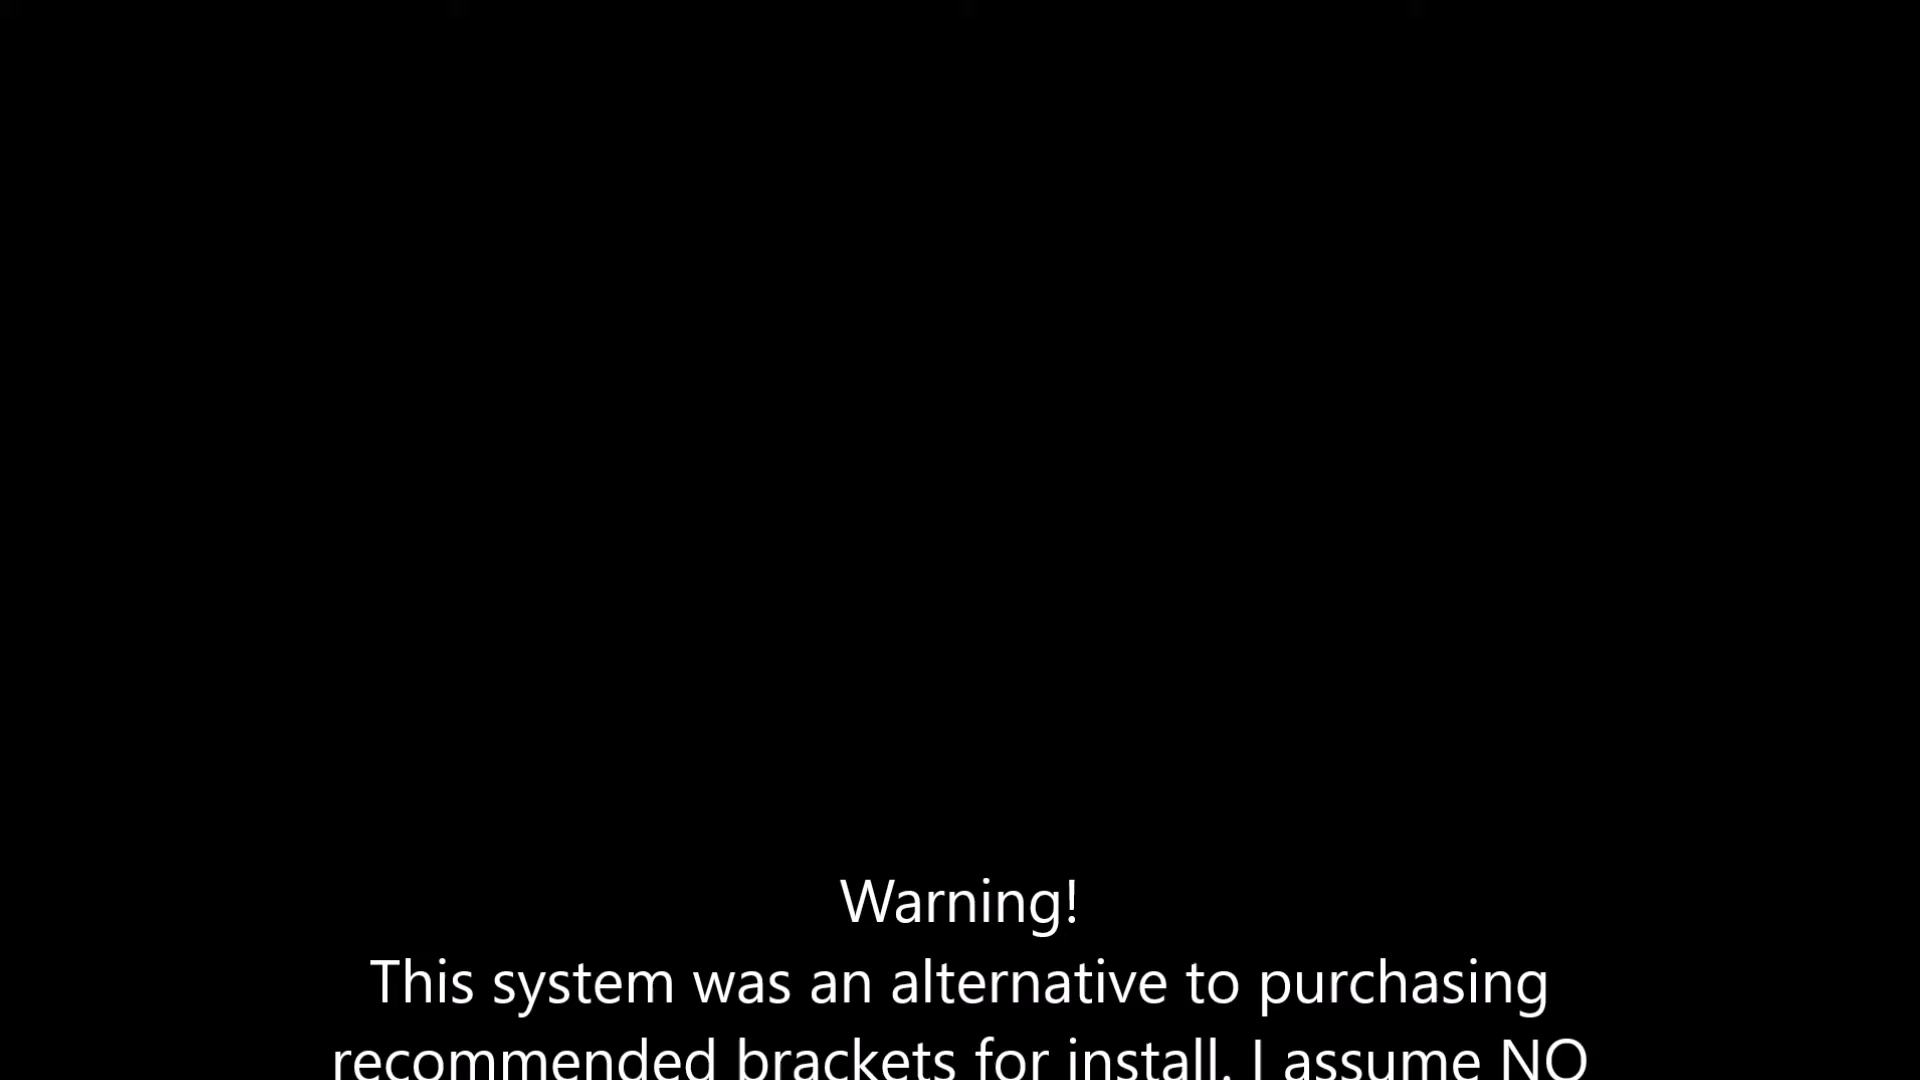 Warning!
This system was an alternative to purchasing
recommended brackets for install. I assume NO